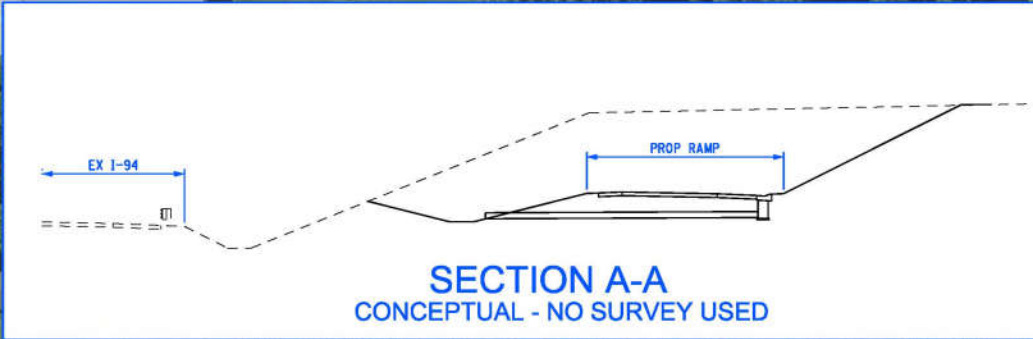 EX I-94
PROP RAMP
SECTION A-A
CONCEPTUAL - NO SURVEY USED